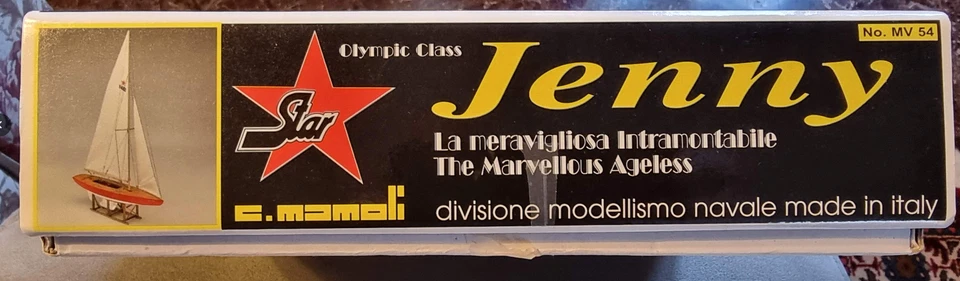 No. MV 54
Olympic Class
Jenny
Star
La meravigliosa Intramontabile
The Marvellous Ageless
c.mamoli
divisione modellismo navale made in italy